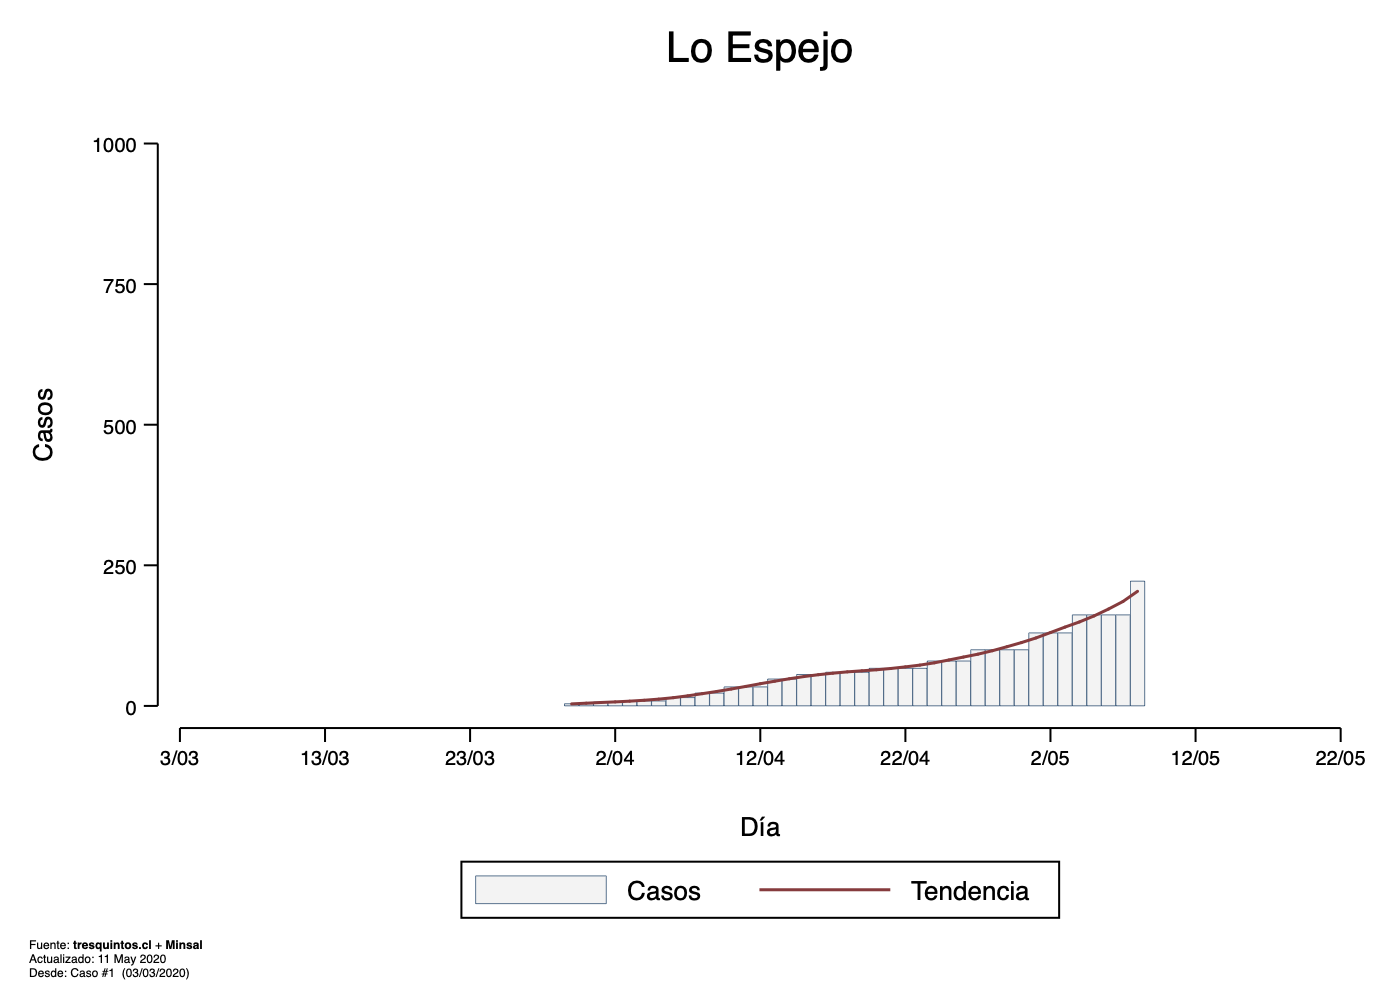 Lo Espejo
1000
750
500
250
0
Casos
3/03 13/03 23/03 2/04 12/04 22/04 2/05 12/05 22/05
Día
Casos Tendencia
Fuente: tresquintos.cl + Minsal
Actualizado: 11 May 2020
Desde: Caso #1 (03/03/2020)